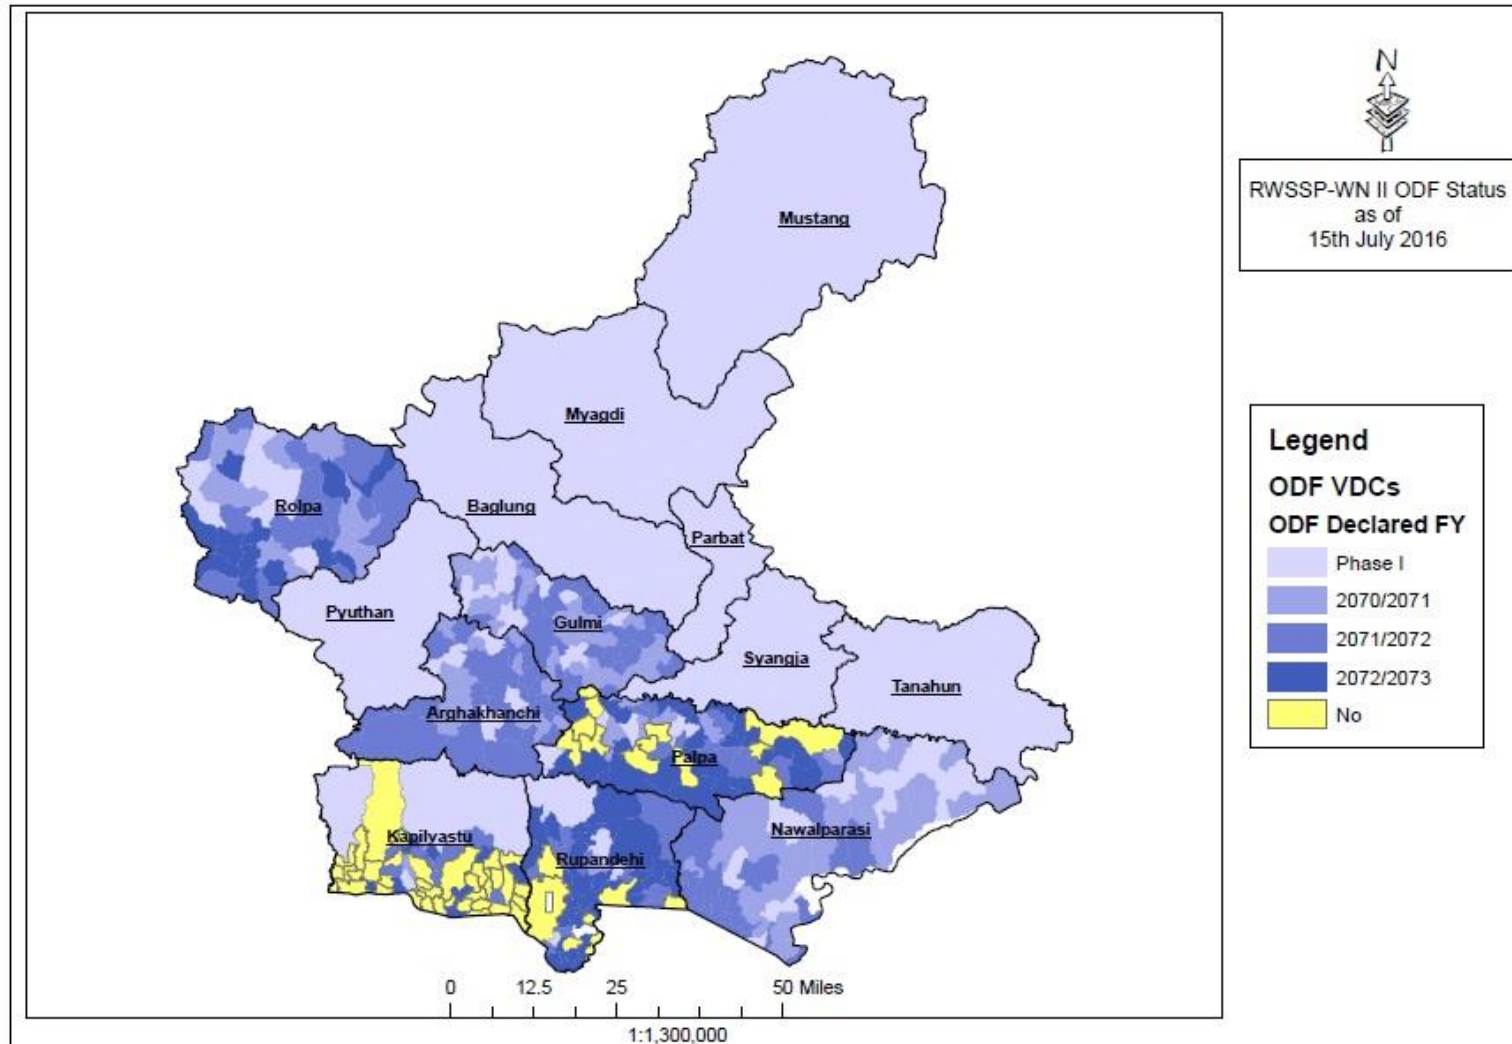 N
RWSSP-WN II ODF Status
as of
15th July 2016
Mustang
Myagdi
Rolpa
Baglung
Parbat
Pyuthan
Gulmi
Syangja
Tanahun
Arghakhanchi
Palpa
Kapilvastu
Rupandehi
Nawalparasi
Legend
ODF VDCs
ODF Declared FY
Phase I
2070/2071
2071/2072
2072/2073
No
0 12.5 25 50 Miles
1:1,300,000